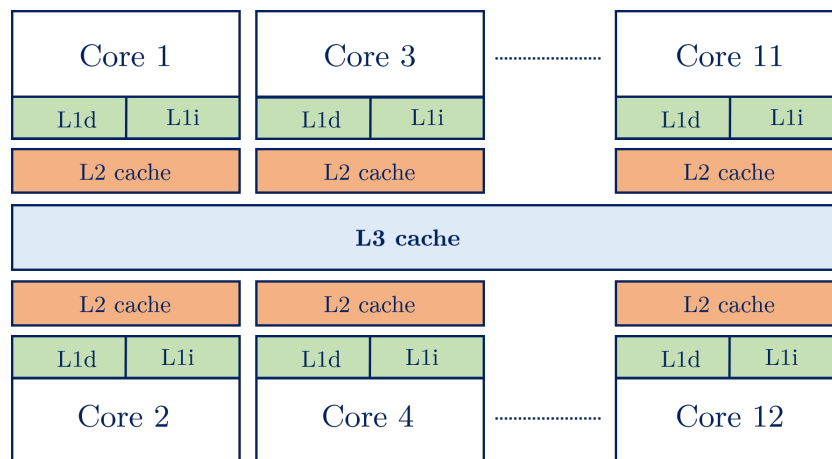 Core 1 Core 3 Core 11
L1d L1i L1d L1i L1d L1i
L2 cache L2 cache L2 cache
L3 cache
L2 cache L2 cache L2 cache
L1d L1i L1d L1i L1d L1i
Core 2 Core 4 Core 12